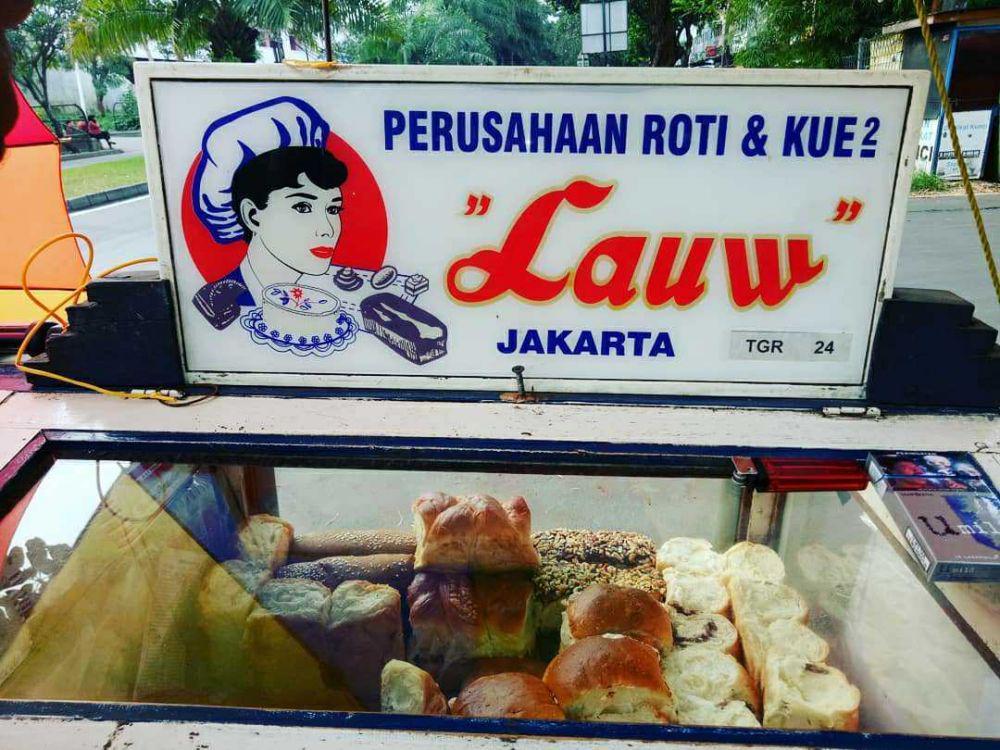 PERUSAHAAN ROTI & KUE2
"Lauw"
JAKARTA
TGR 24